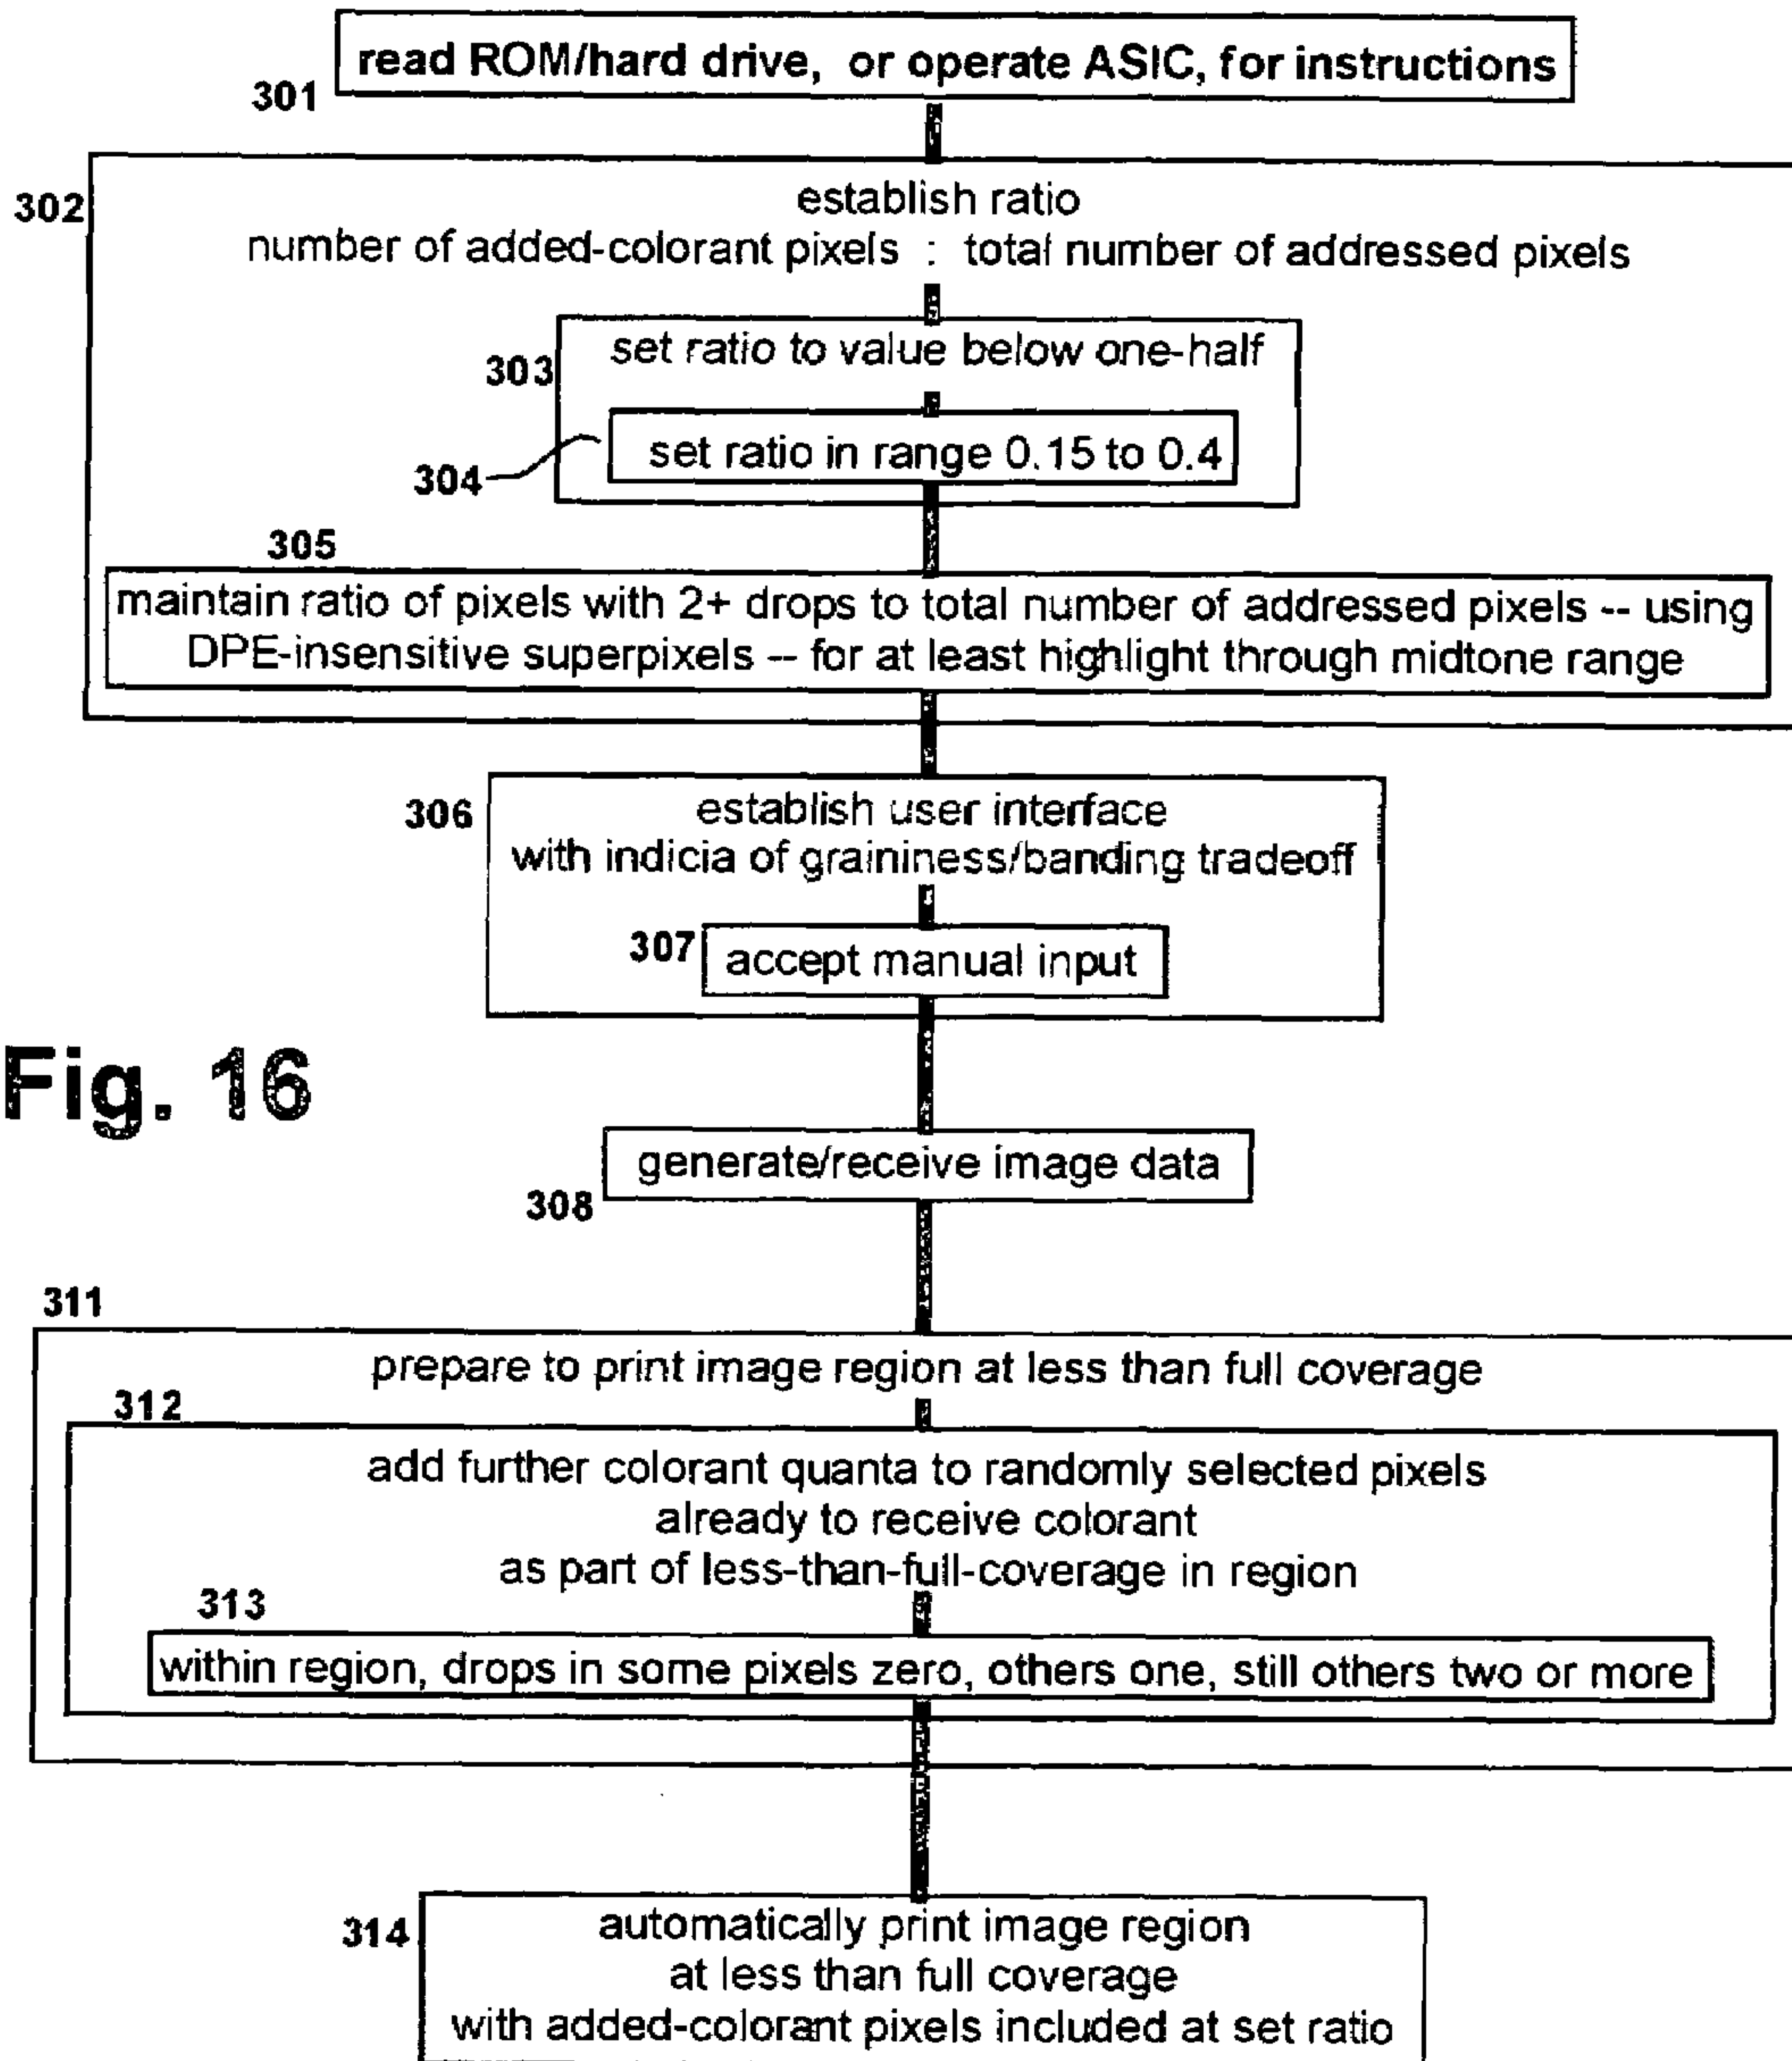 read ROM/hard drive, or operate ASIC, for instructions
301
302
establish ratio
number of added-colorant pixels : total number of addressed pixels
303
set ratio to value below one-half
304
set ratio in range 0.15 to 0.4
305
maintain ratio of pixels with 2+ drops to total number of addressed pixels -- using
DPE-insensitive superpixels -- for at least highlight through midtone range
306
establish user interface
with indicia of graininess/banding tradeoff
307
accept manual input
Fig. 16
generate/receive image data
308
311
prepare to print image region at less than full coverage
312
add further colorant quanta to randomly selected pixels
already to receive colorant
as part of less-than-full-coverage in region
313
within region, drops in some pixels zero, others one, still others two or more
314
automatically print image region
at less than full coverage
with added-colorant pixels included at set ratio